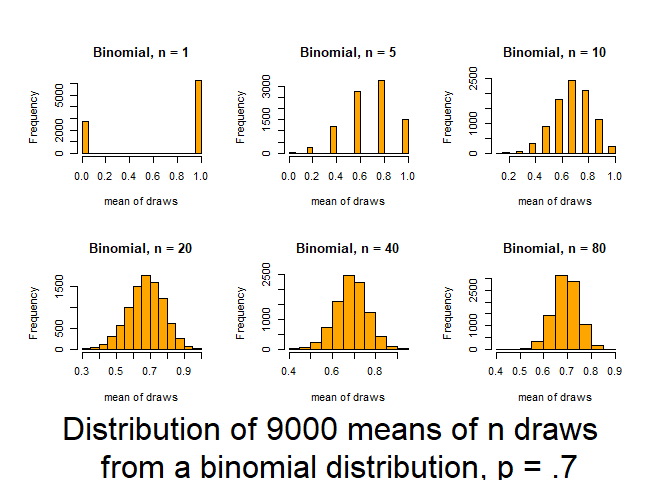 Binomial, n = 1
Frequency
0 2000 5000
0.0 0.2 0.4 0.6 0.8 1.0
mean of draws
Binomial, n = 5
Frequency
0 1500 3000
0.0 0.2 0.4 0.6 0.8 1.0
mean of draws
Binomial, n = 10
Frequency
0 1000 2500
0.2 0.4 0.6 0.8 1.0
mean of draws
Binomial, n = 20
Frequency
0 500 1500
0.3 0.5 0.7 0.9
mean of draws
Binomial, n = 40
Frequency
0 1000 2500
0.4 0.6 0.8
mean of draws
Binomial, n = 80
Frequency
0 1000 2500
0.4 0.5 0.6 0.7 0.8 0.9
mean of draws
Distribution of 9000 means of n draws
from a binomial distribution, p = .7